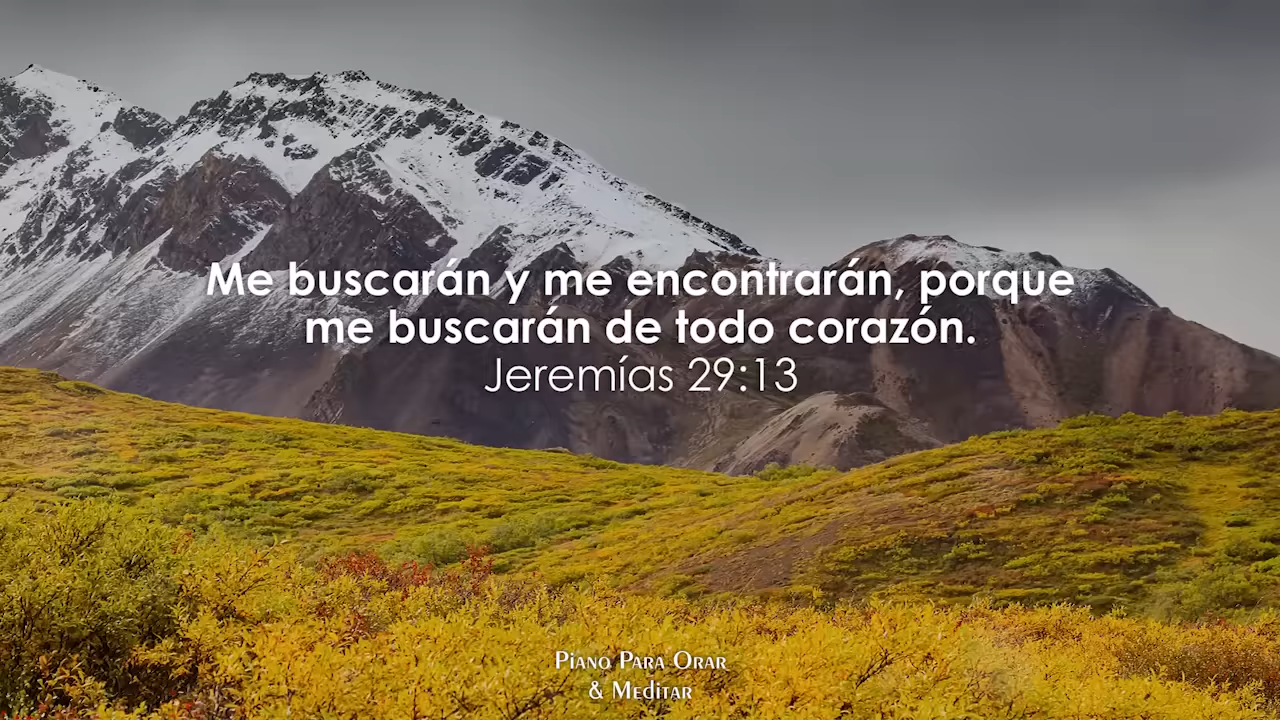 Me buscarán y me encontrarán, porque
me buscarán de todo corazón.
Jeremías 29:13
Piano Para Orar
& Meditar